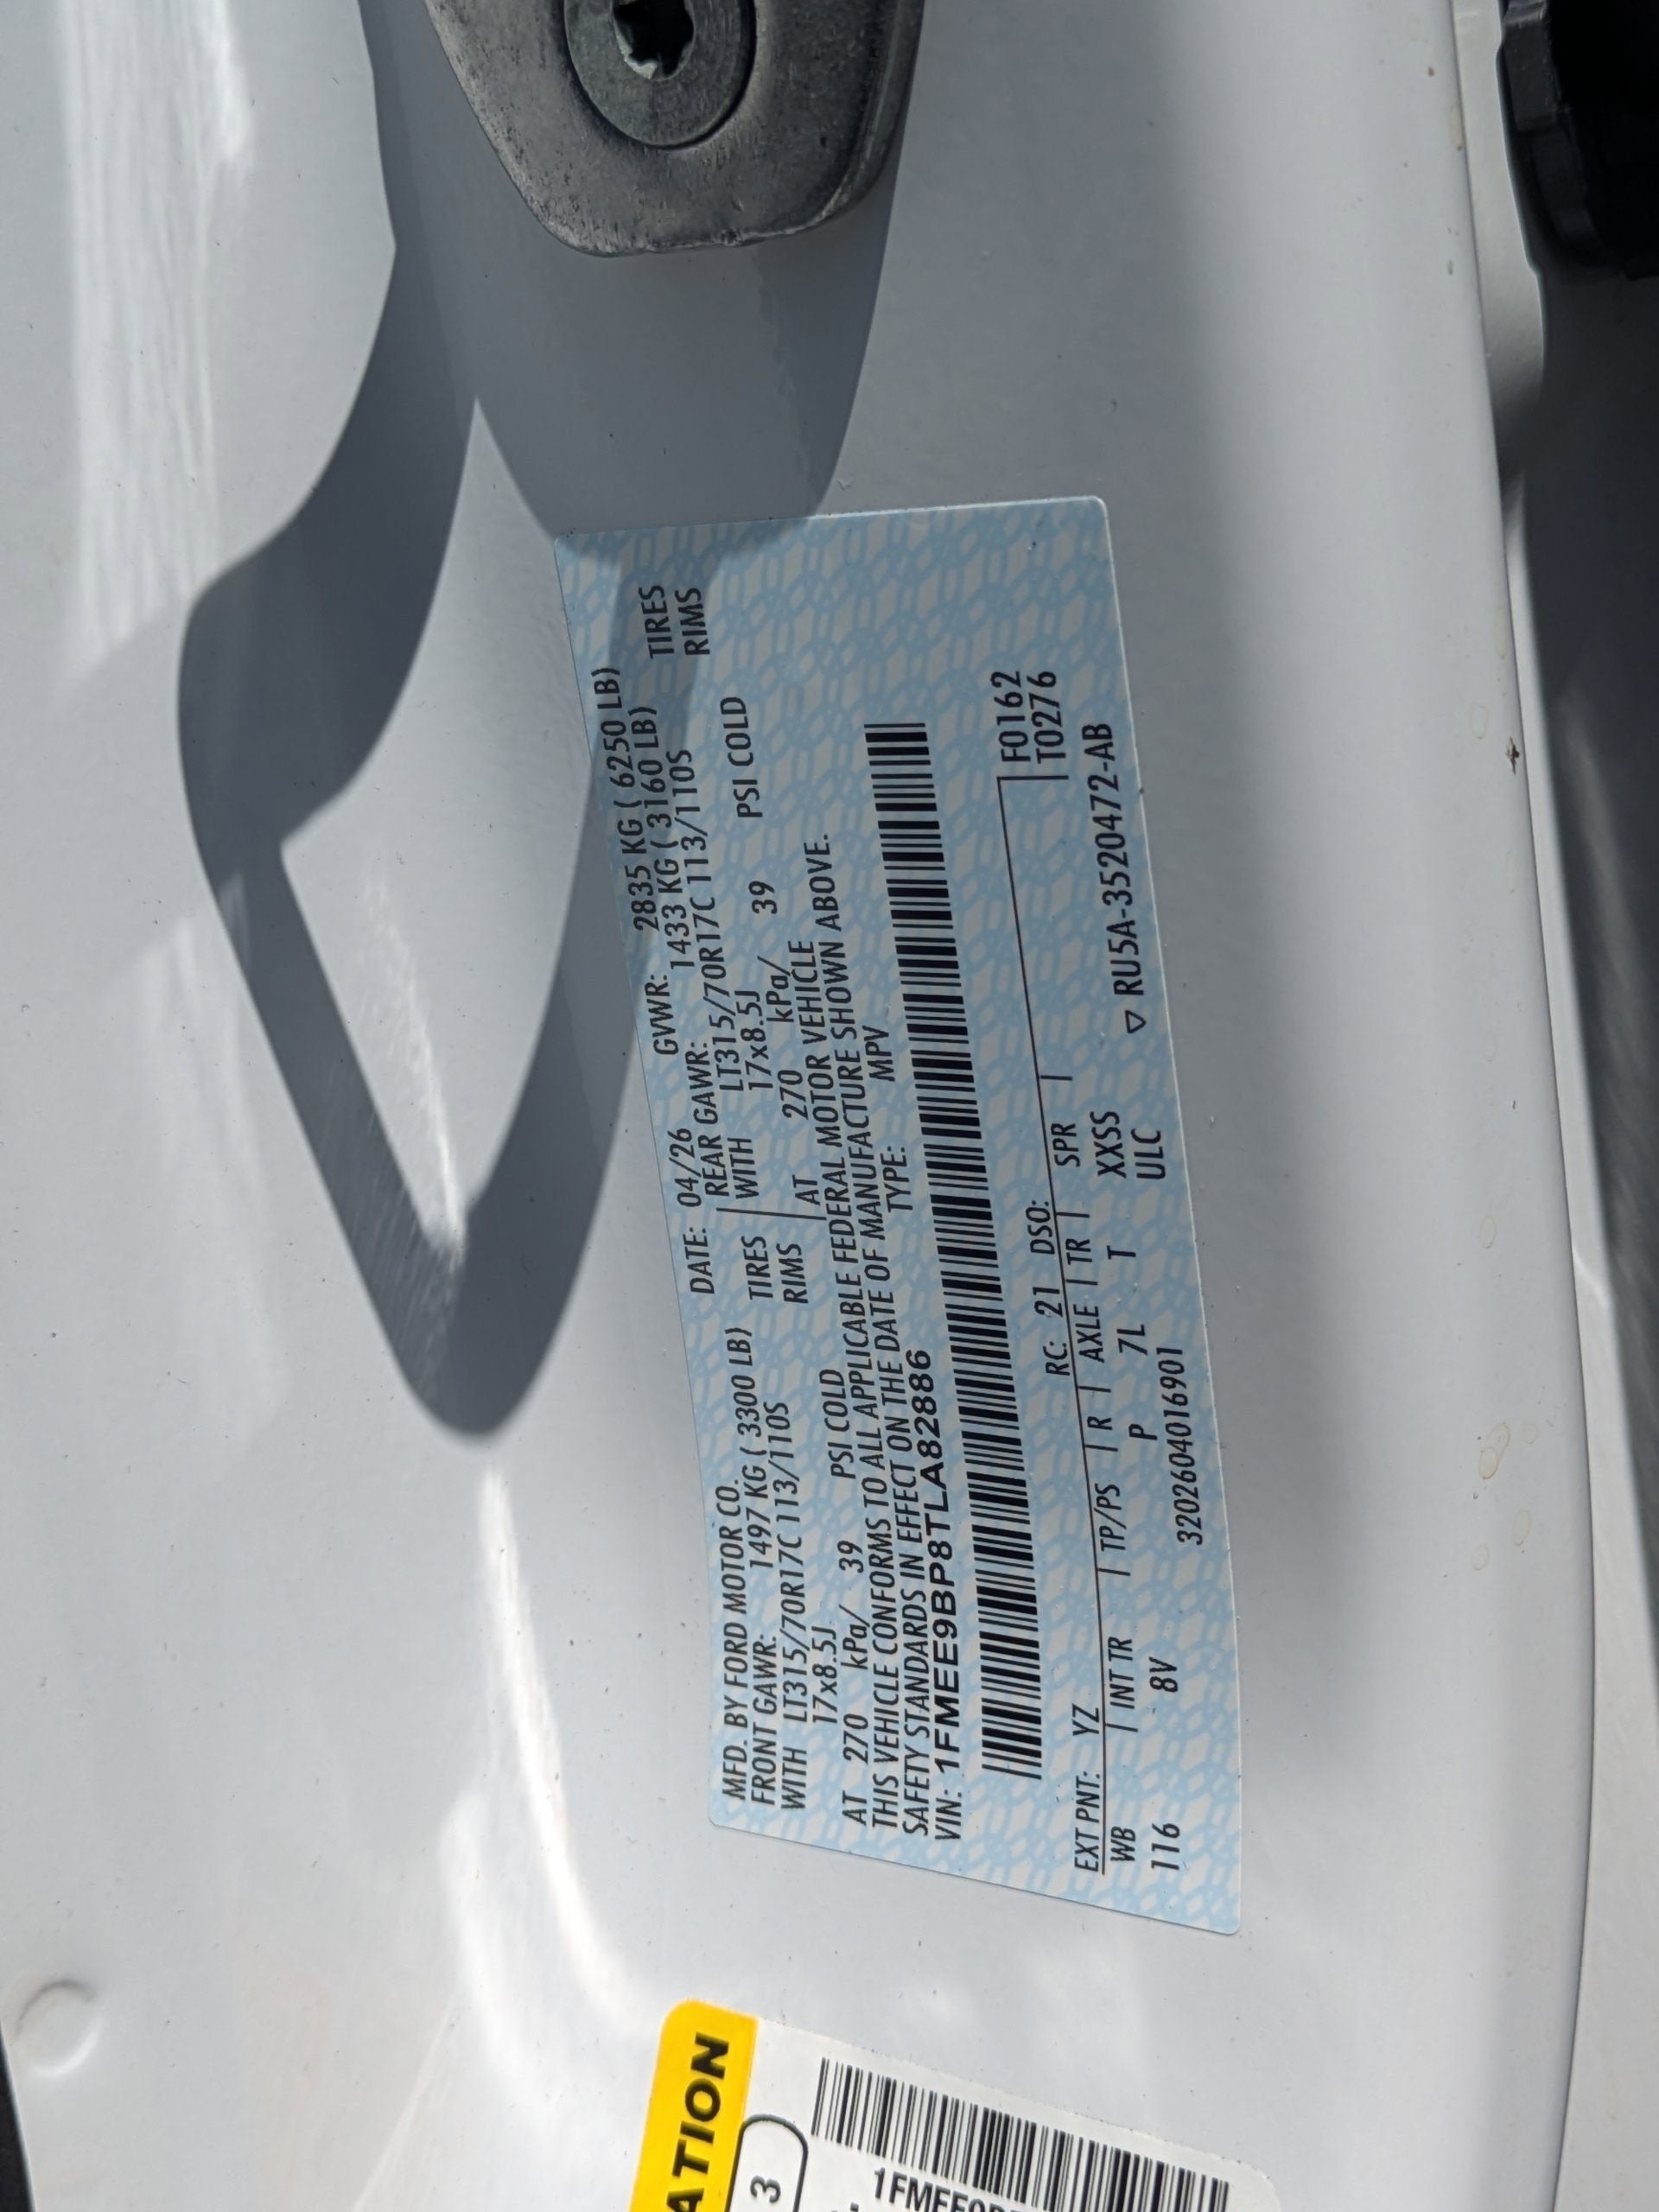 MFD. BY FORD MOTOR CO.
DATE: 04/26 GVWR: 2835 KG ( 6250 LB)
FRONT GAWR: 1497 KG ( 3300 LB) REAR GAWR: 1433 KG ( 3160 LB)
WITH LT315/70R17C 113/110S TIRES WITH LT315/70R17C 113/110S TIRES
17x8.5J RIMS 17x8.5J RIMS
AT 270 kPa/ 39 PSI COLD AT 270 kPa/ 39 PSI COLD
THIS VEHICLE CONFORMS TO ALL APPLICABLE FEDERAL MOTOR VEHICLE
SAFETY STANDARDS IN EFFECT ON THE DATE OF MANUFACTURE SHOWN ABOVE.
VIN: 1FMEE9BP8TLA82886 TYPE: MPV
F0162
T0276
EXT PNT: YZ RC: 21 DSO:
WB INT TR TP/PS R AXLE TR SPR
116 8V P 7L T XXSS
ULC
3202604016901 ▽ RU5A-3520472-AB
ATION
3